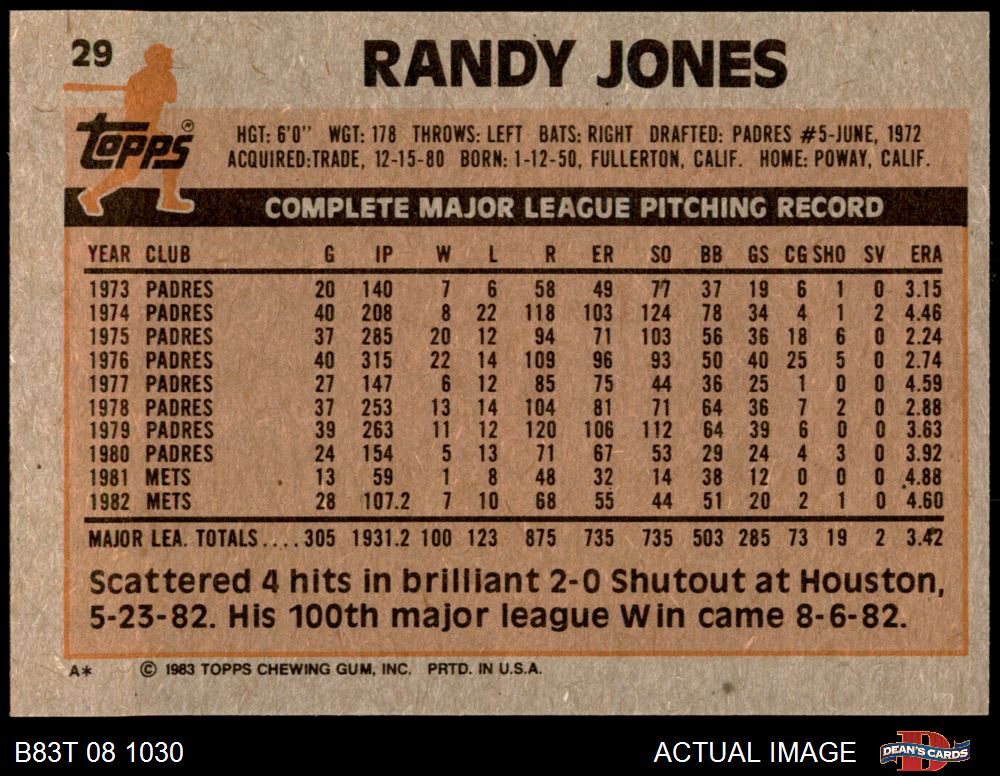 29
RANDY JONES
Topps®
HGT: 6'0" WGT: 178 THROWS: LEFT BATS: RIGHT DRAFTED: PADRES #5-JUNE, 1972
ACQUIRED:TRADE, 12-15-80 BORN: 1-12-50, FULLERTON, CALIF. HOME: POWAY, CALIF.
COMPLETE MAJOR LEAGUE PITCHING RECORD
YEAR CLUB G IP W L R ER SO BB GS CG SHO SV ERA
1973 PADRES 20 140 7 6 58 49 77 37 19 6 1 0 3.15
1974 PADRES 40 208 8 22 118 103 124 78 34 4 1 2 4.46
1975 PADRES 37 285 20 12 94 71 103 56 36 18 6 0 2.24
1976 PADRES 40 315 22 14 109 96 93 50 40 25 5 0 2.74
1977 PADRES 27 147 6 12 85 75 44 36 25 1 0 0 4.59
1978 PADRES 37 253 13 14 104 81 71 64 36 7 2 0 2.88
1979 PADRES 39 263 11 12 120 106 112 64 39 6 0 0 3.63
1980 PADRES 24 154 5 13 71 67 53 29 24 4 3 0 3.92
1981 METS 13 59 1 8 48 32 14 38 12 0 0 0 4.88
1982 METS 28 107.2 7 10 68 55 44 51 20 2 1 0 4.60
MAJOR LEA. TOTALS.... 305 1931.2 100 123 875 735 735 503 285 73 19 2 3.42
Scattered 4 hits in brilliant 2-0 Shutout at Houston,
5-23-82. His 100th major league Win came 8-6-82.
A* © 1983 TOPPS CHEWING GUM, INC. PRTD. IN U.S.A.
B83T 08 1030 ACTUAL IMAGE DEAN'S CARDS